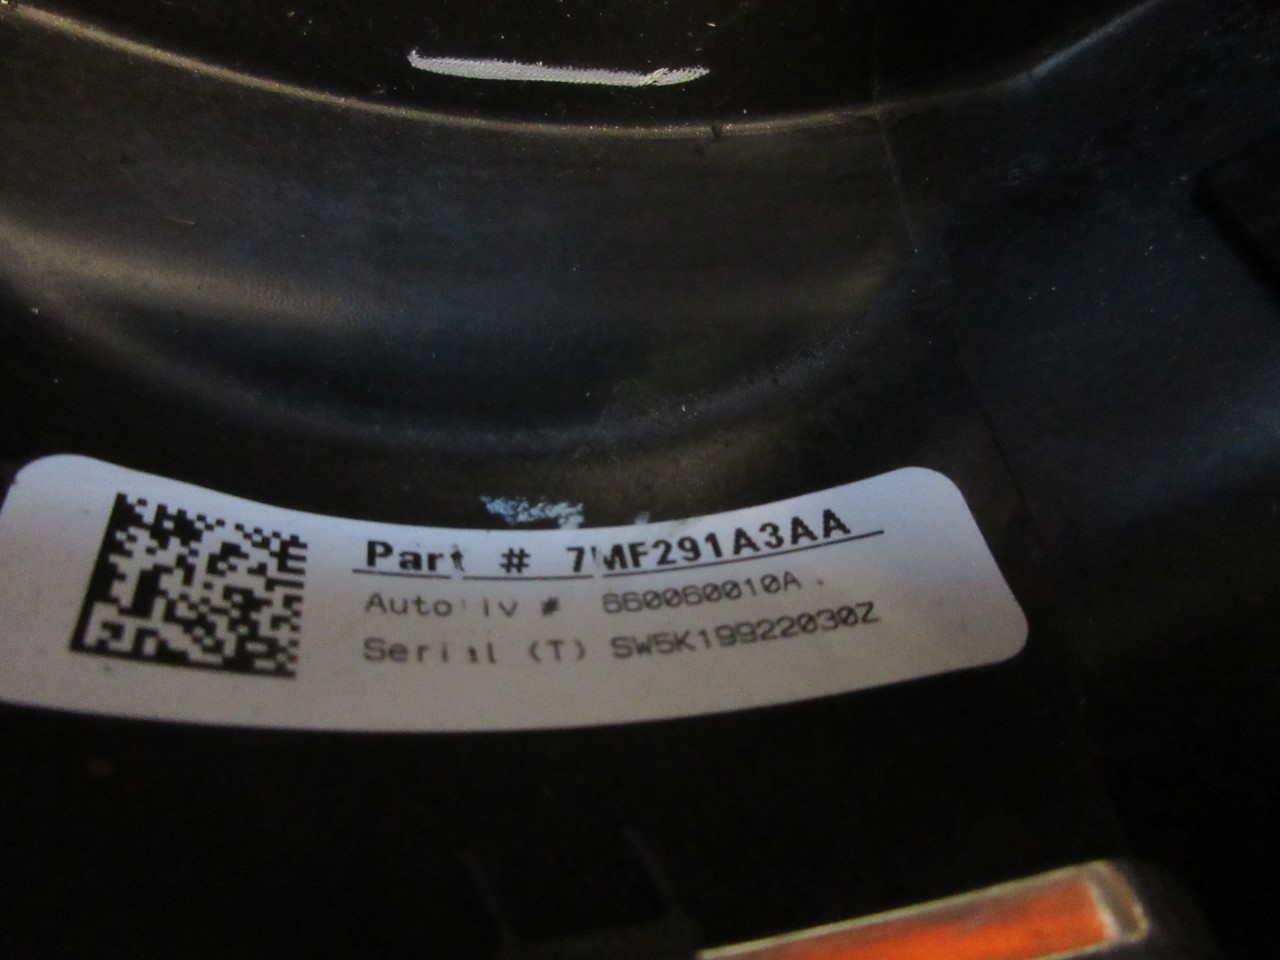 Part # 7MF291A3AA
Autoliv # 660060010A
Serial (T) SW5K19922030Z